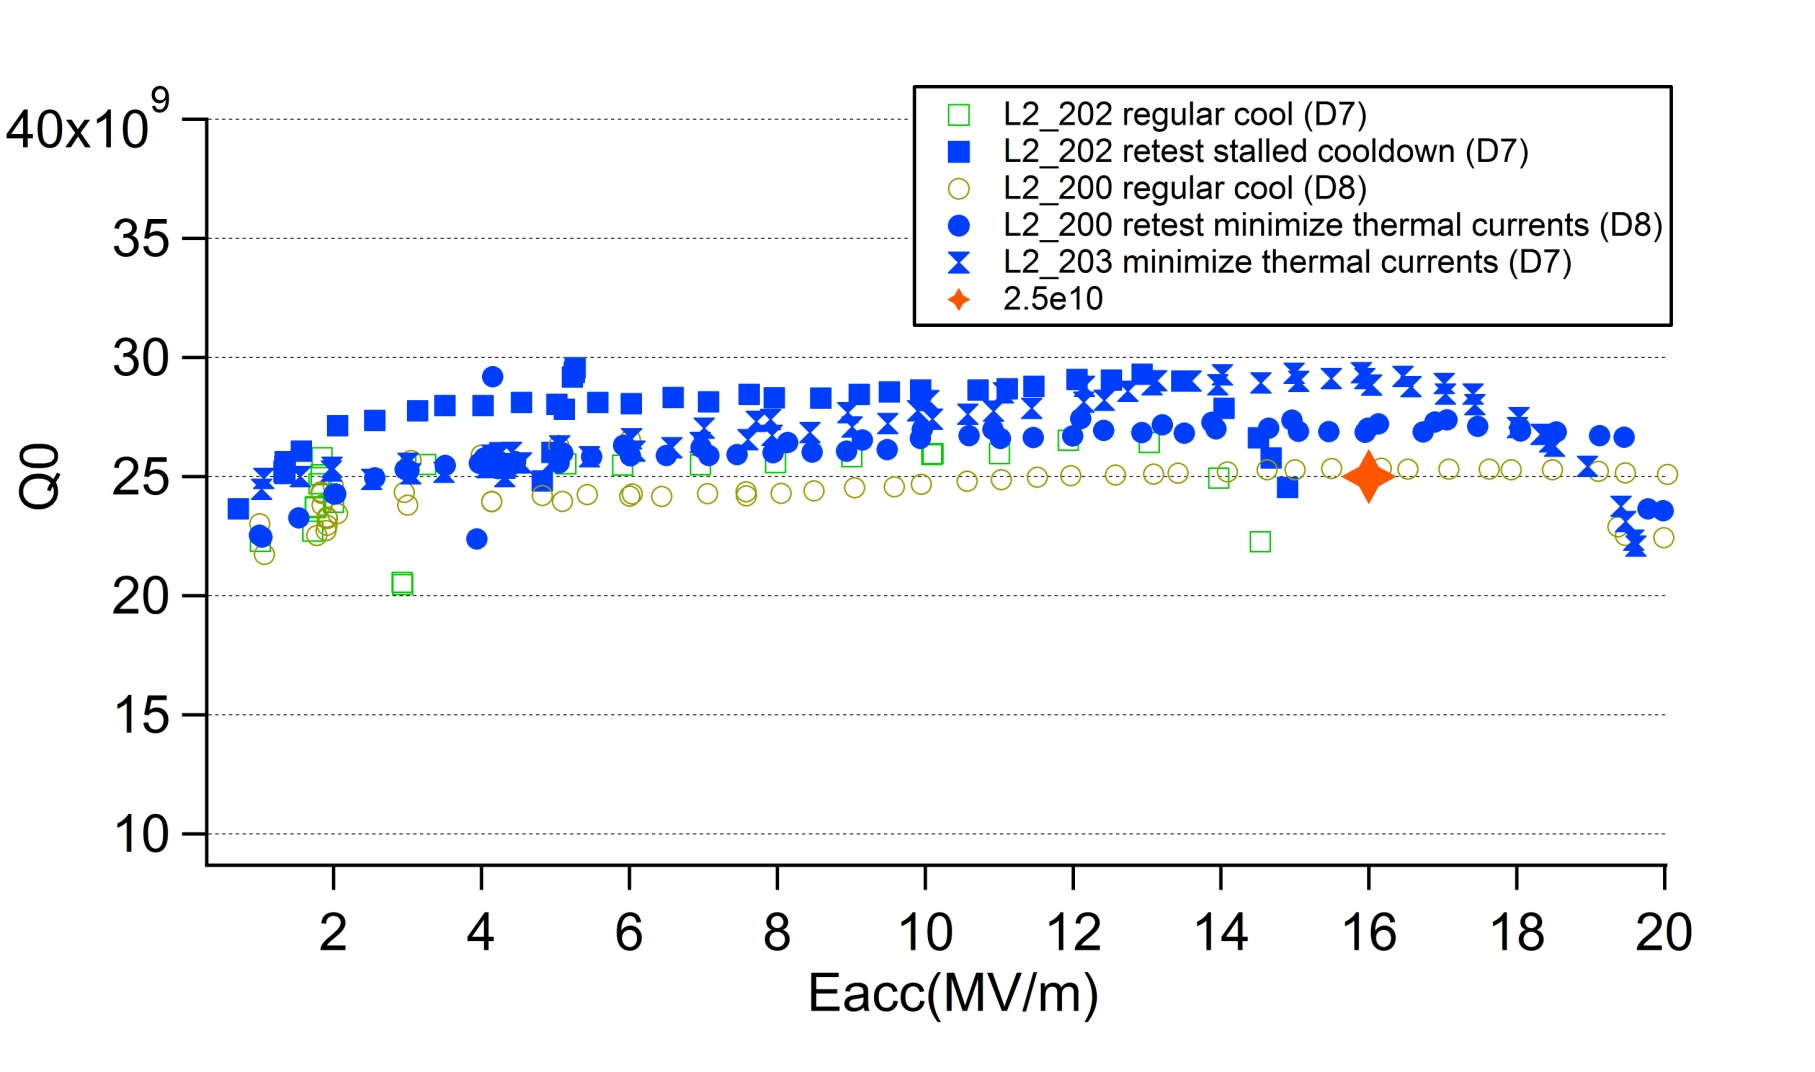 40x10^9
35
30
25
20
15
10
Q0
L2_202 regular cool (D7)
L2_202 retest stalled cooldown (D7)
L2_200 regular cool (D8)
L2_200 retest minimize thermal currents (D8)
L2_203 minimize thermal currents (D7)
2.5e10
2 4 6 8 10 12 14 16 18 20
Eacc(MV/m)